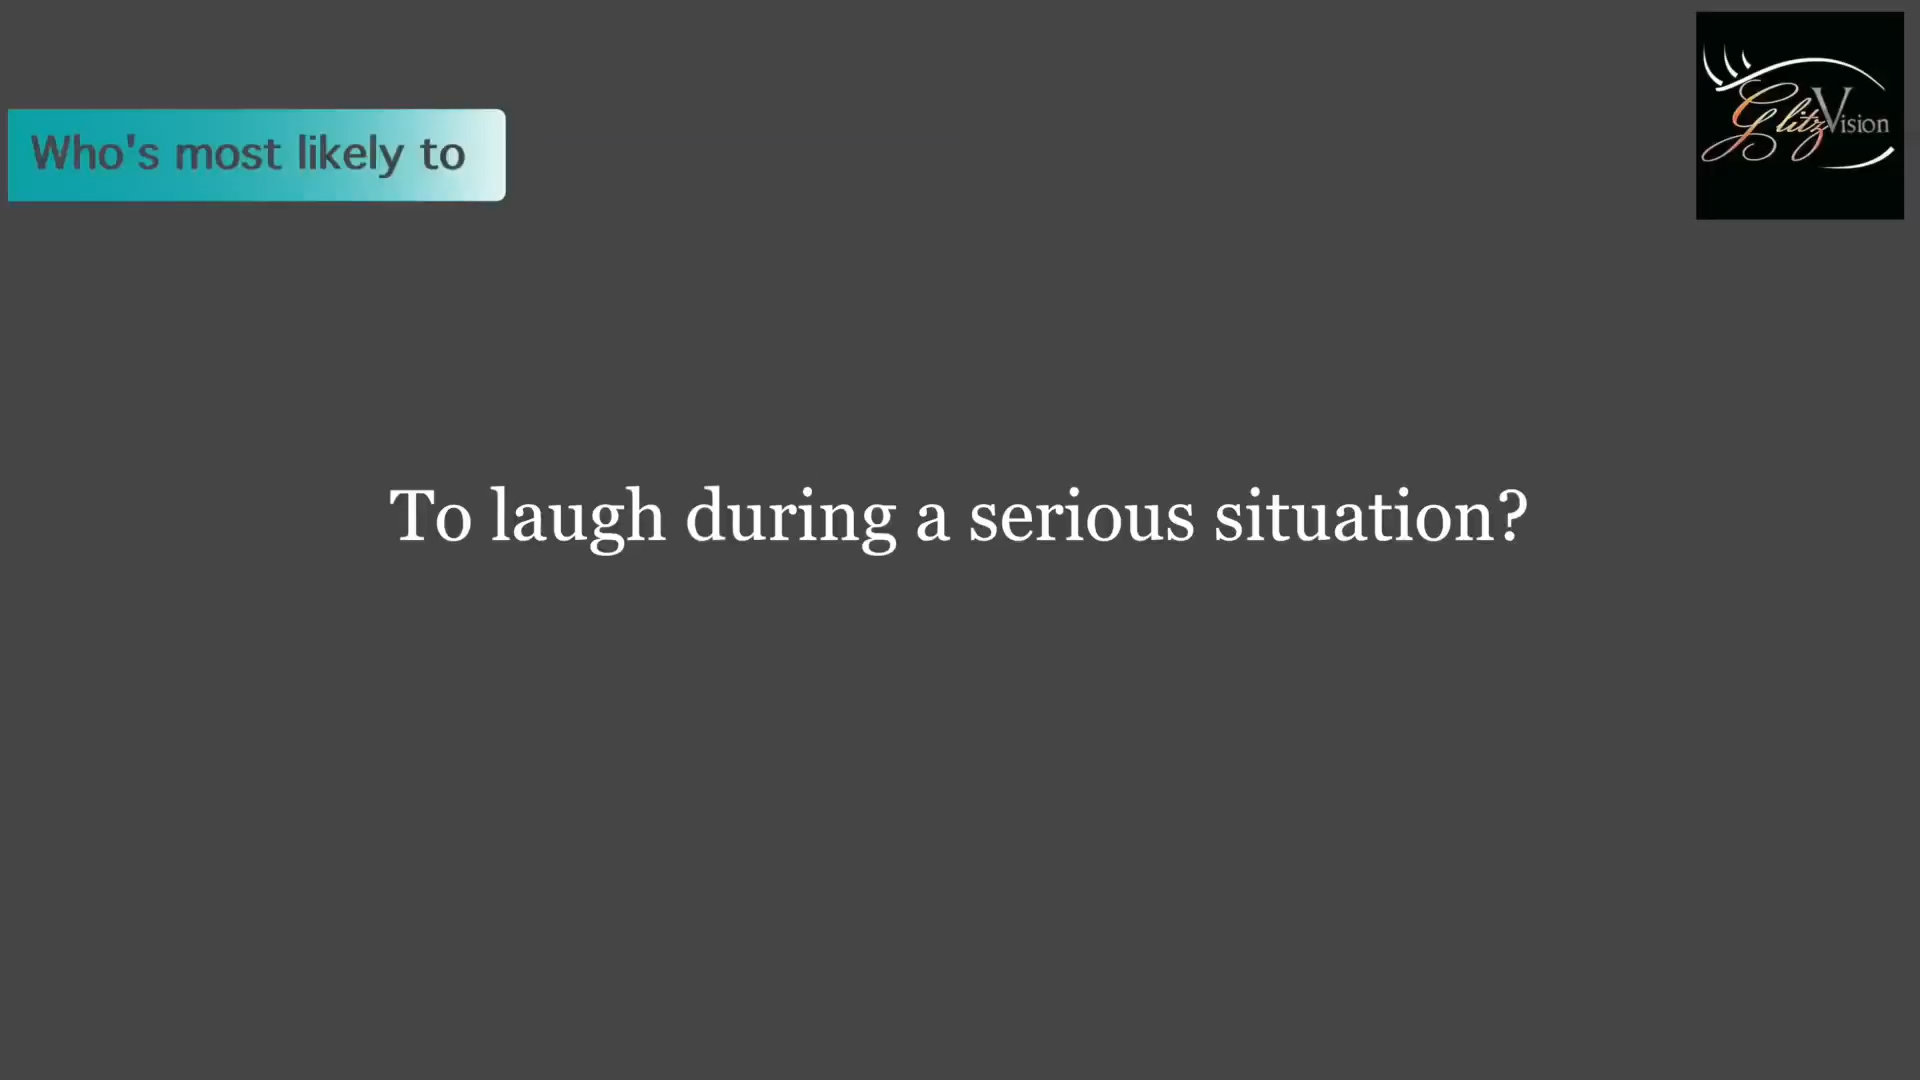 Who's most likely to
GlitzVision
To laugh during a serious situation?